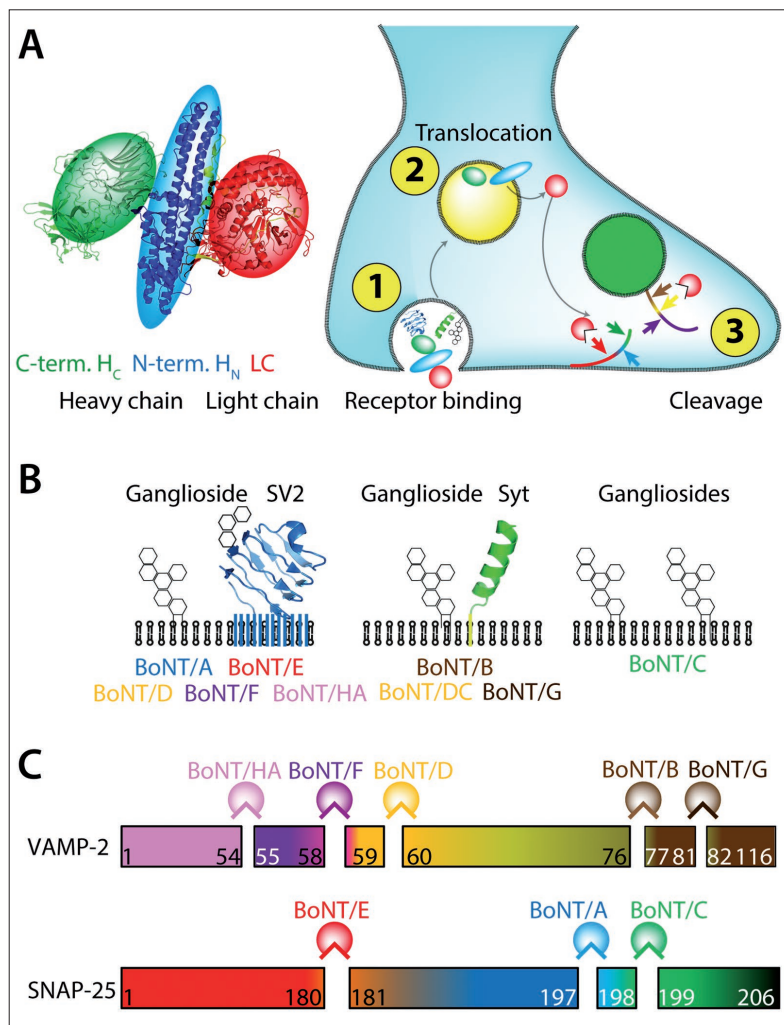 A
Translocation
2
1
3
C-term. HC N-term. HN LC
Heavy chain Light chain Receptor binding Cleavage
B
Ganglioside SV2 Ganglioside Syt Gangliosides
BoNT/A BoNT/E BoNT/B BoNT/C
BoNT/D BoNT/F BoNT/HA BoNT/DC BoNT/G
C
BoNT/HA BoNT/F BoNT/D BoNT/B BoNT/G
VAMP-2 1 54 55 58 59 60 76 77 81 82 116
BoNT/E BoNT/A BoNT/C
SNAP-25 1 180 181 197 198 199 206